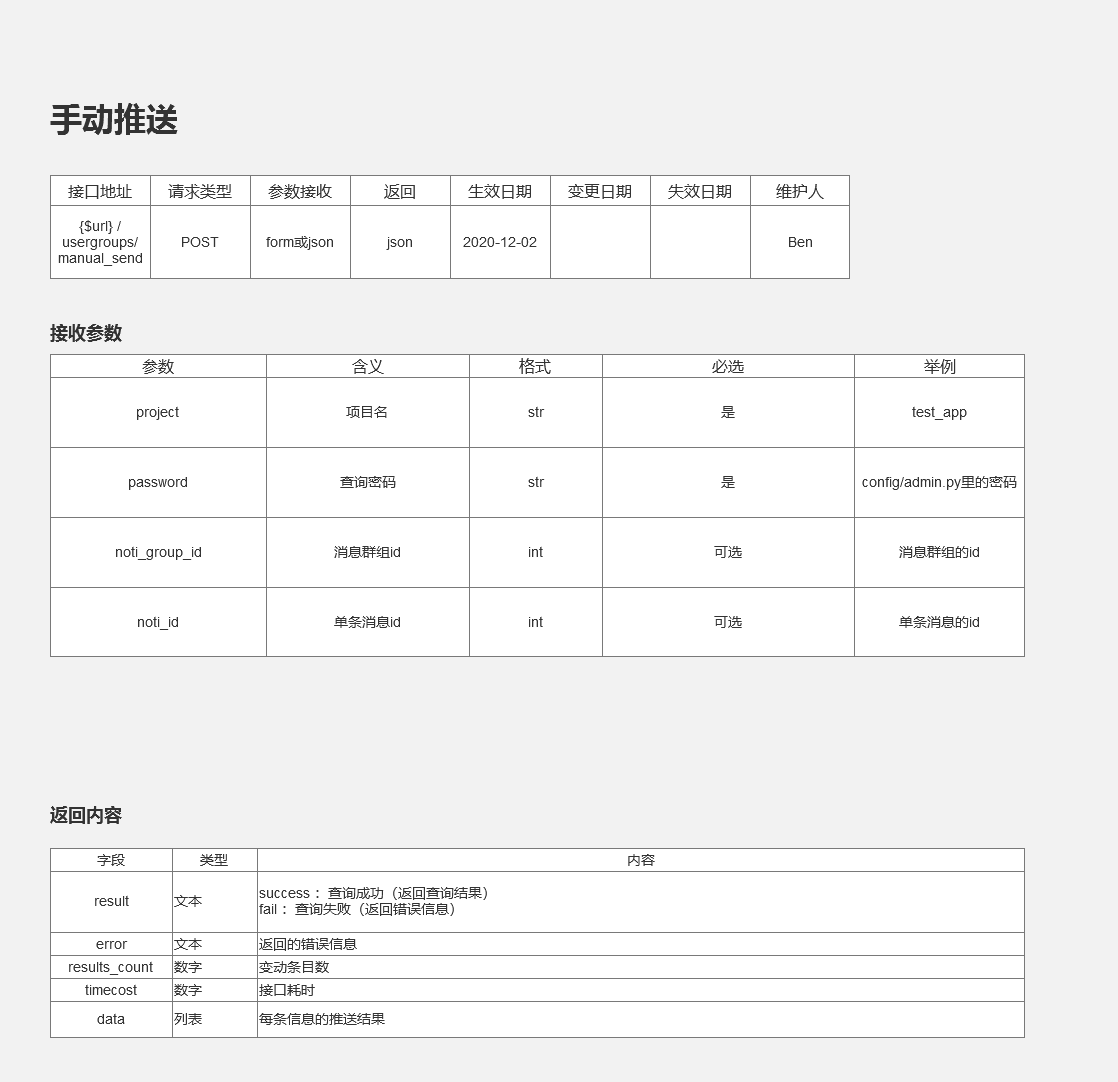 手动推送
接口地址 请求类型 参数接收 返回 生效日期 变更日期 失效日期 维护人
{$url} /
usergroups/
manual_send
POST form或json json 2020-12-02 Ben
接收参数
参数 含义 格式 必选 举例
project 项目名 str 是 test_app
password 查询密码 str 是 config/admin.py里的密码
noti_group_id 消息群组id int 可选 消息群组的id
noti_id 单条消息id int 可选 单条消息的id
返回内容
字段 类型 内容
result 文本
success： 查询成功（返回查询结果）
fail： 查询失败（返回错误信息）
error 文本 返回的错误信息
results_count 数字 变动条目数
timecost 数字 接口耗时
data 列表 每条信息的推送结果